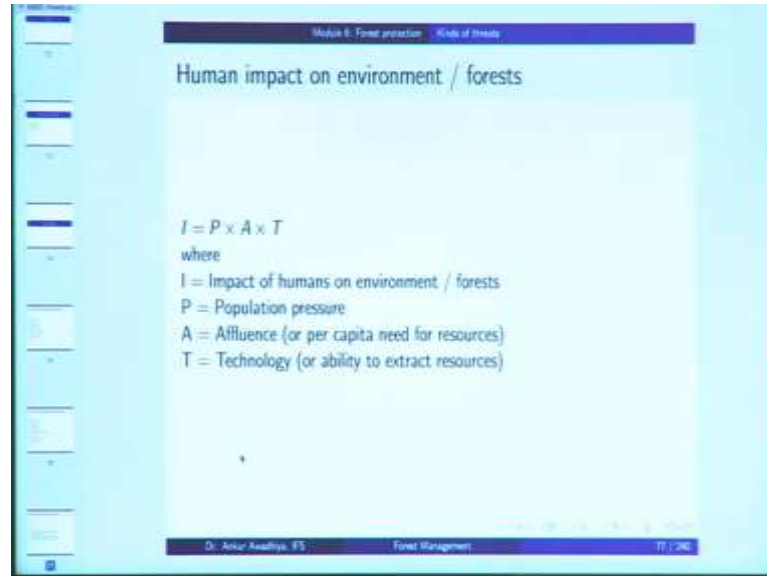 Module 6: Forest protection Kinds of threats
Human impact on environment / forests
I = P × A × T
where
I = Impact of humans on environment / forests
P = Population pressure
A = Affluence (or per capita need for resources)
T = Technology (or ability to extract resources)
Dr. Ankur Awadhiya, IFS Forest Management 77 / 240